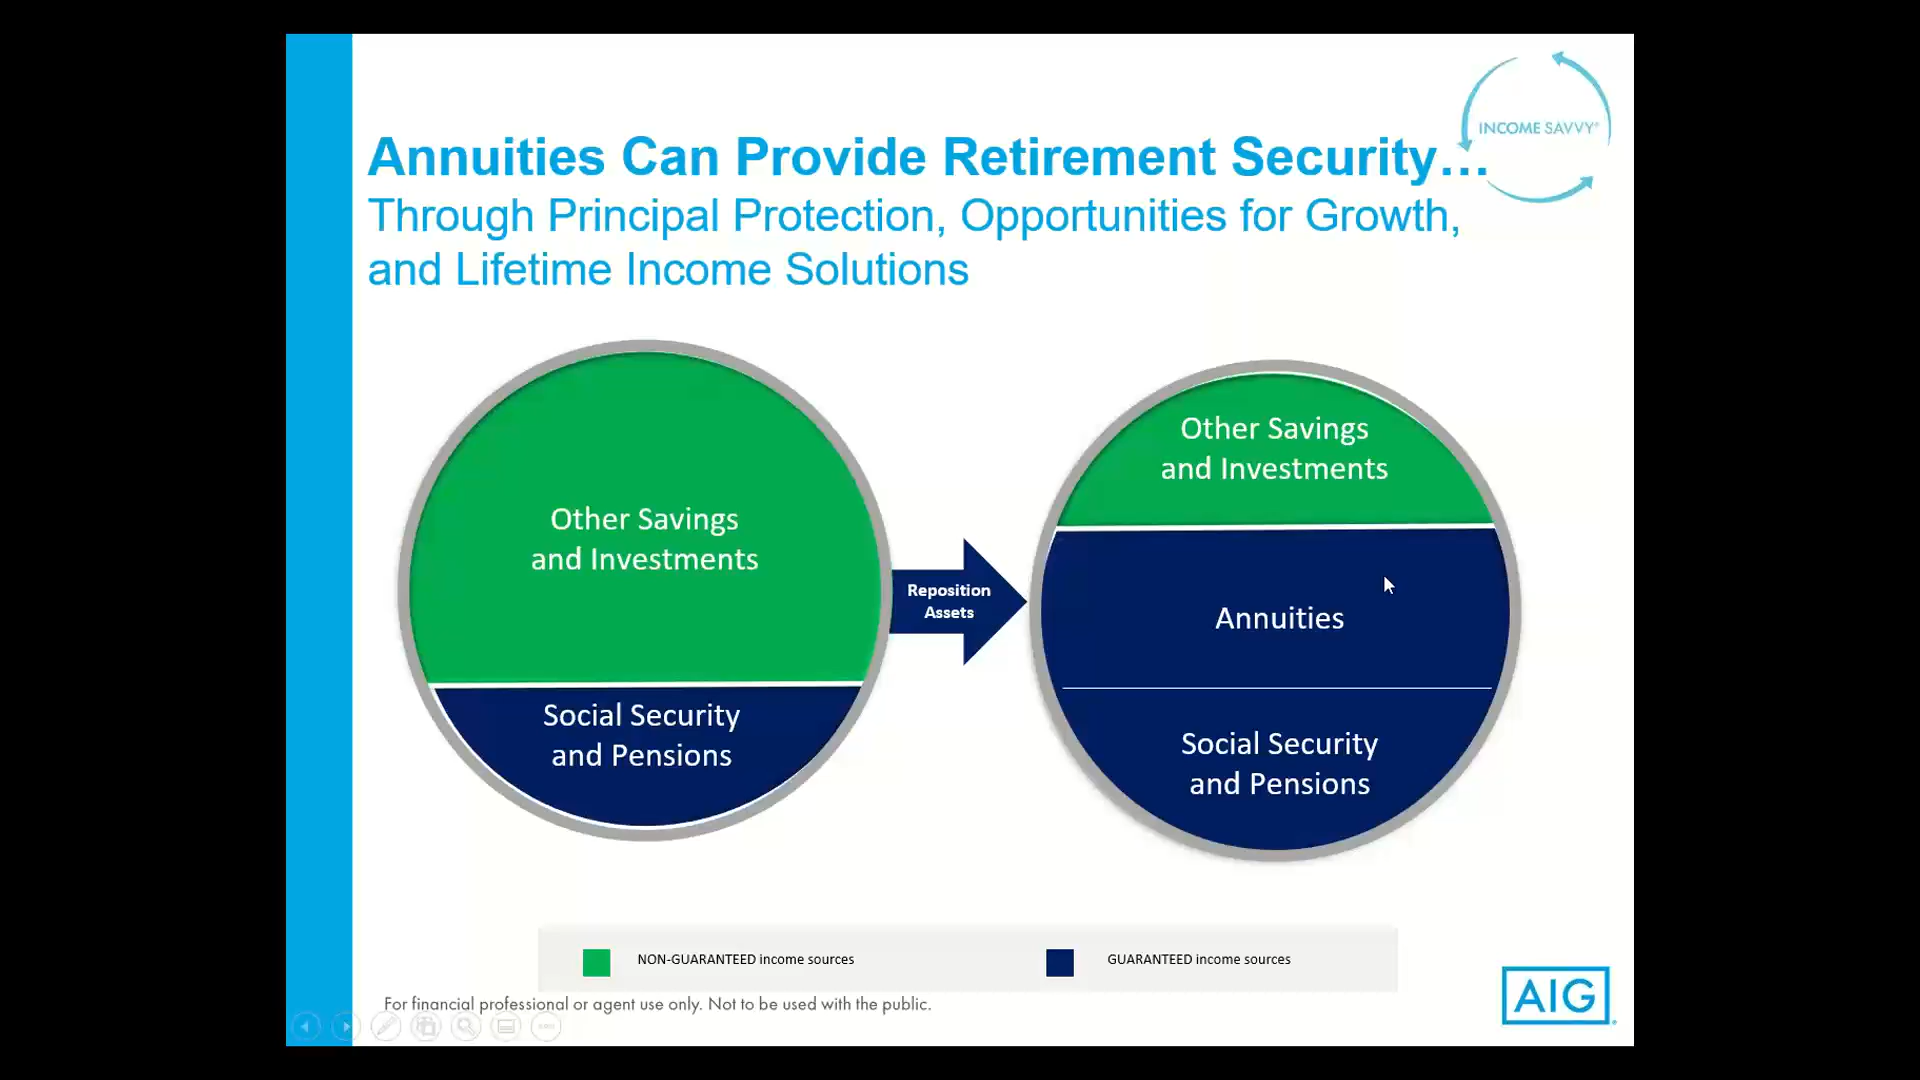 INCOME SAVVY®
Annuities Can Provide Retirement Security...
Through Principal Protection, Opportunities for Growth,
and Lifetime Income Solutions
Other Savings
and Investments
Social Security
and Pensions
Reposition
Assets
Other Savings
and Investments
Annuities
Social Security
and Pensions
NON-GUARANTEED income sources
GUARANTEED income sources
For financial professional or agent use only. Not to be used with the public.
AIG